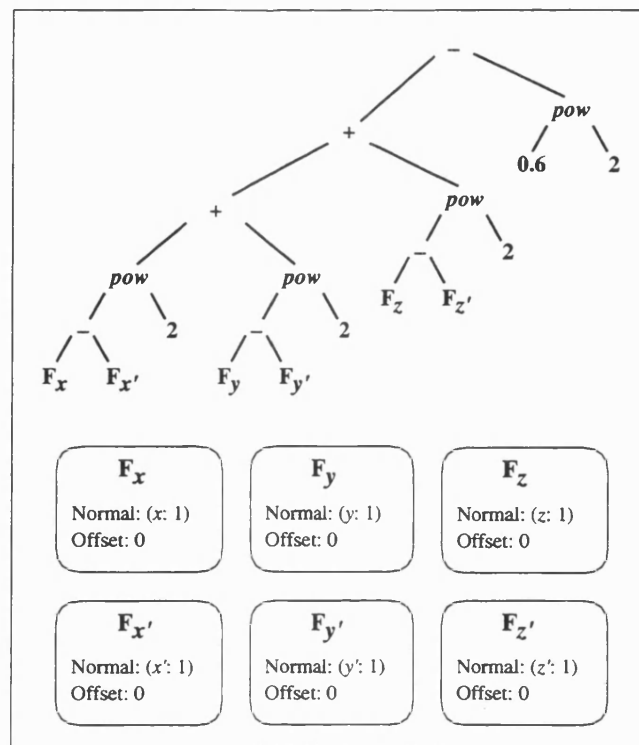 −
pow
+
0.6 2
pow
+
− 2
pow pow
F_z F_z'
− 2 − 2
F_x F_x' F_y F_y'
F_x F_y F_z
Normal: (x: 1) Normal: (y: 1) Normal: (z: 1)
Offset: 0 Offset: 0 Offset: 0
F_x' F_y' F_z'
Normal: (x': 1) Normal: (y': 1) Normal: (z': 1)
Offset: 0 Offset: 0 Offset: 0